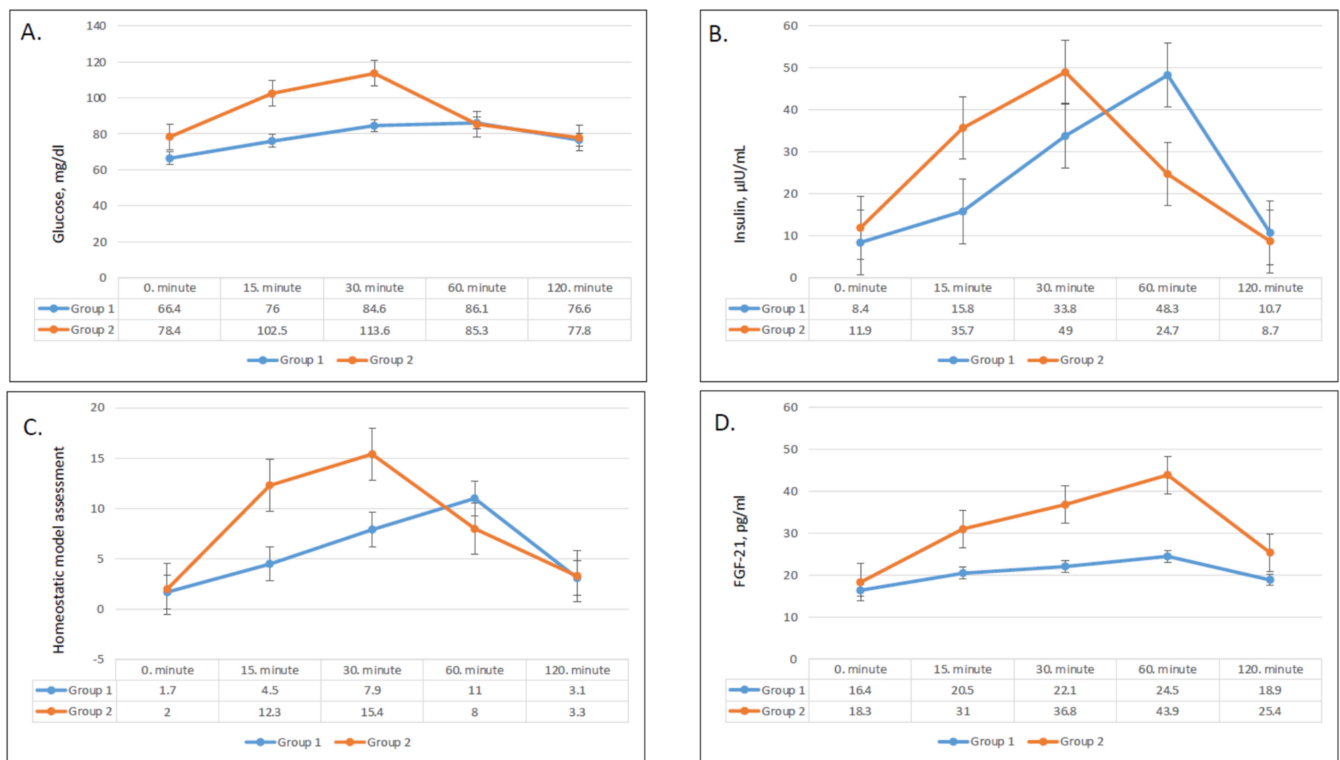 A.
Glucose, mg/dl
140
120
100
80
60
40
20
0
0. minute 15. minute 30. minute 60. minute 120. minute
Group 1 66.4 76 84.6 86.1 76.6
Group 2 78.4 102.5 113.6 85.3 77.8
Group 1 Group 2
B.
Insulin, µIU/mL
60
50
40
30
20
10
0
0. minute 15. minute 30. minute 60. minute 120. minute
Group 1 8.4 15.8 33.8 48.3 10.7
Group 2 11.9 35.7 49 24.7 8.7
Group 1 Group 2
C.
Homeostatic model assessment
20
15
10
5
0
-5
0. minute 15. minute 30. minute 60. minute 120. minute
Group 1 1.7 4.5 7.9 11 3.1
Group 2 2 12.3 15.4 8 3.3
Group 1 Group 2
D.
FGF-21, pg/ml
60
50
40
30
20
10
0
0. minute 15. minute 30. minute 60. minute 120. minute
Group 1 16.4 20.5 22.1 24.5 18.9
Group 2 18.3 31 36.8 43.9 25.4
Group 1 Group 2